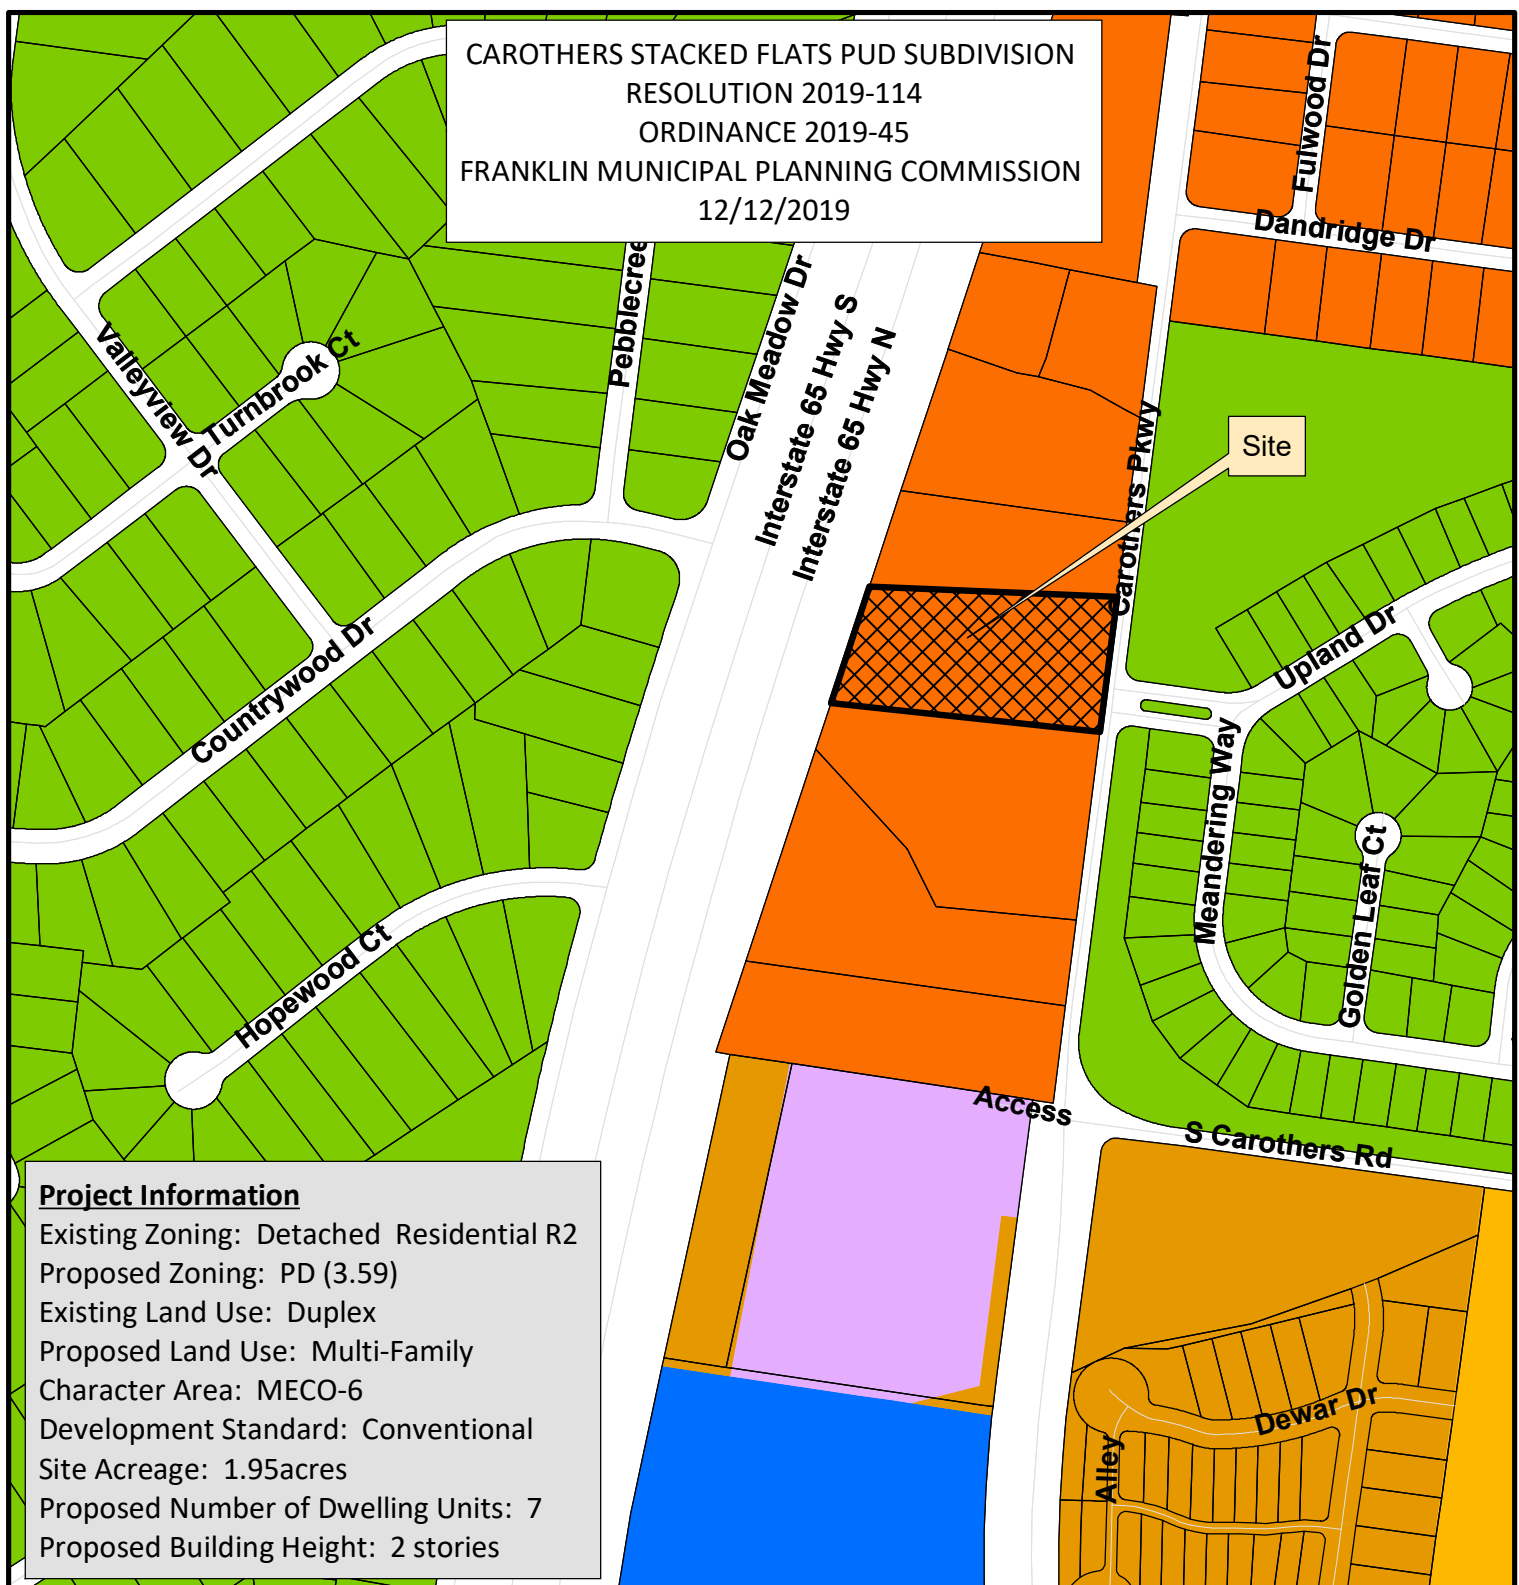 CAROTHERS STACKED FLATS PUD SUBDIVISION
RESOLUTION 2019-114
ORDINANCE 2019-45
FRANKLIN MUNICIPAL PLANNING COMMISSION
12/12/2019
Fulwood Dr
Dandridge Dr
Pebblecree
Oak Meadow Dr
Interstate 65 Hwy S
Interstate 65 Hwy N
Valleyview Dr
Turnbrook Ct
Carothers Pkwy
Site
Countrywood Dr
Upland Dr
Meandering Way
Golden Leaf Ct
Hopewood Ct
Access
S Carothers Rd
Dewar Dr
Alley
Project Information
Existing Zoning: Detached Residential R2
Proposed Zoning: PD (3.59)
Existing Land Use: Duplex
Proposed Land Use: Multi-Family
Character Area: MECO-6
Development Standard: Conventional
Site Acreage: 1.95acres
Proposed Number of Dwelling Units: 7
Proposed Building Height: 2 stories